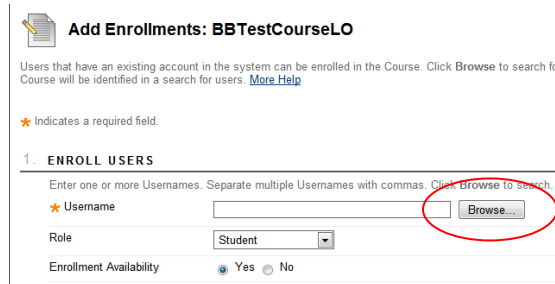 Add Enrollments: BBTestCourseLO
Users that have an existing account in the system can be enrolled in the Course. Click Browse to search
Course will be identified in a search for users. More Help
Indicates a required field.
1. ENROLL USERS
Enter one or more Usernames. Separate multiple Usernames with commas. Click Browse to search.
Username Browse...
Role Student
Enrollment Availability Yes No